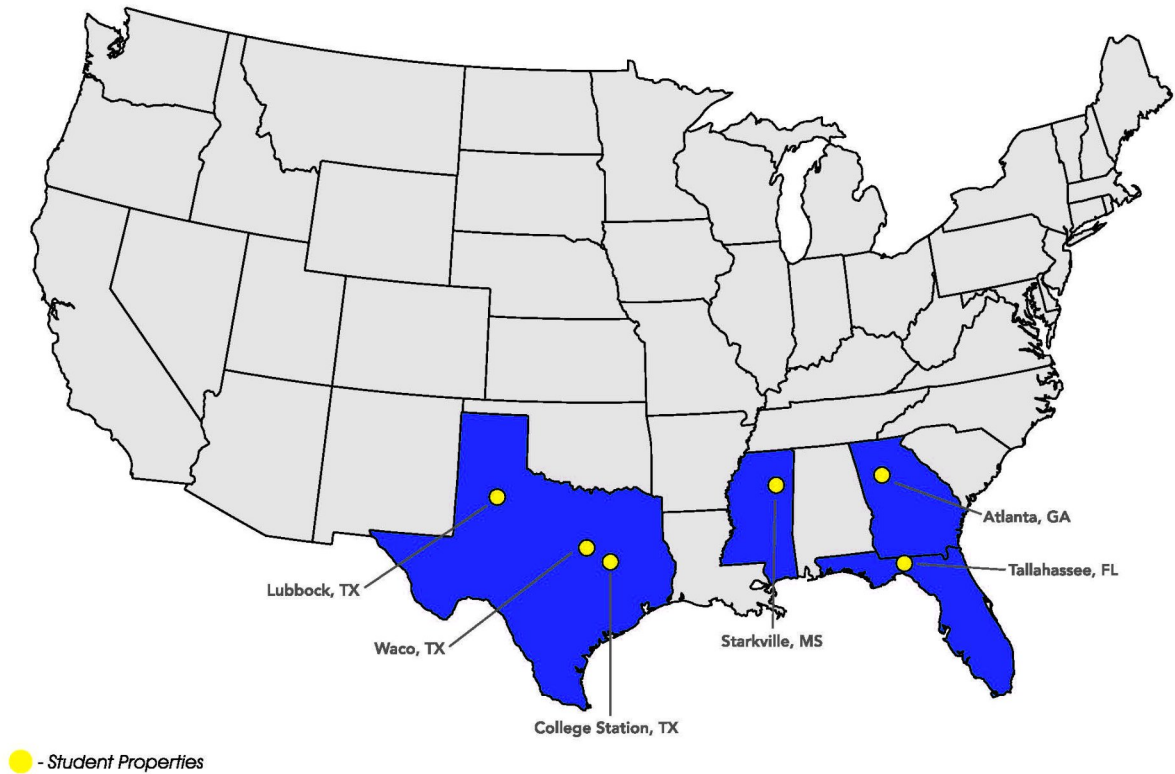 Atlanta, GA
Tallahassee, FL
Lubbock, TX
Starkville, MS
Waco, TX
College Station, TX
- Student Properties